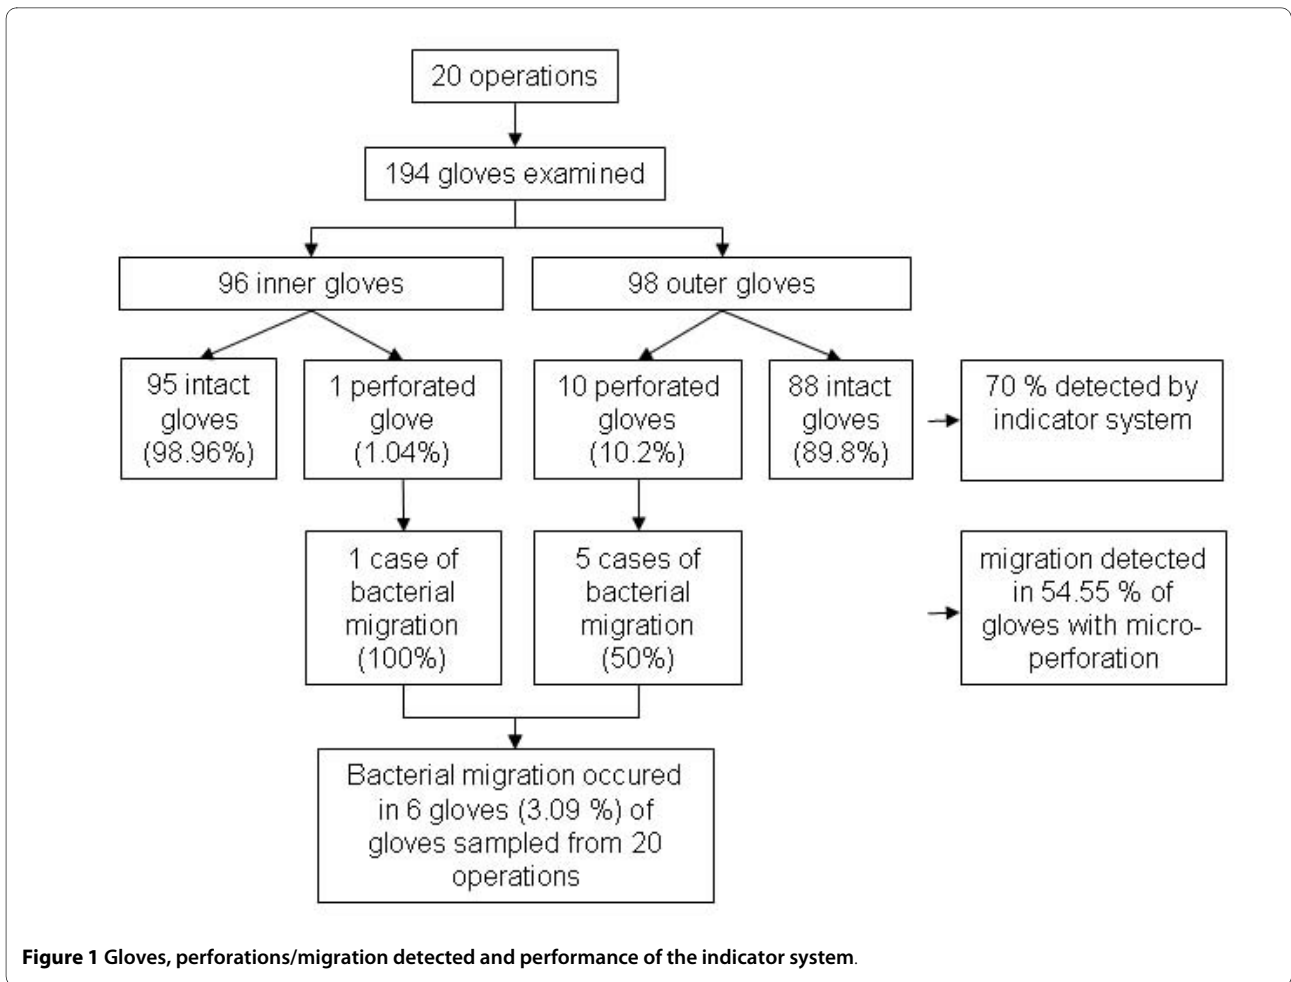 20 operations
194 gloves examined
96 inner gloves
98 outer gloves
95 intact
gloves
(98.96%)
1 perforated
glove
(1.04%)
10 perforated
gloves
(10.2%)
88 intact
gloves
(89.8%)
70 % detected by
indicator system
1 case of
bacterial
migration
(100%)
5 cases of
bacterial
migration
(50%)
migration detected
in 54.55 % of
gloves with micro-
perforation
Bacterial migration occured
in 6 gloves (3.09 %) of
gloves sampled from 20
operations
Figure 1 Gloves, perforations/migration detected and performance of the indicator system.